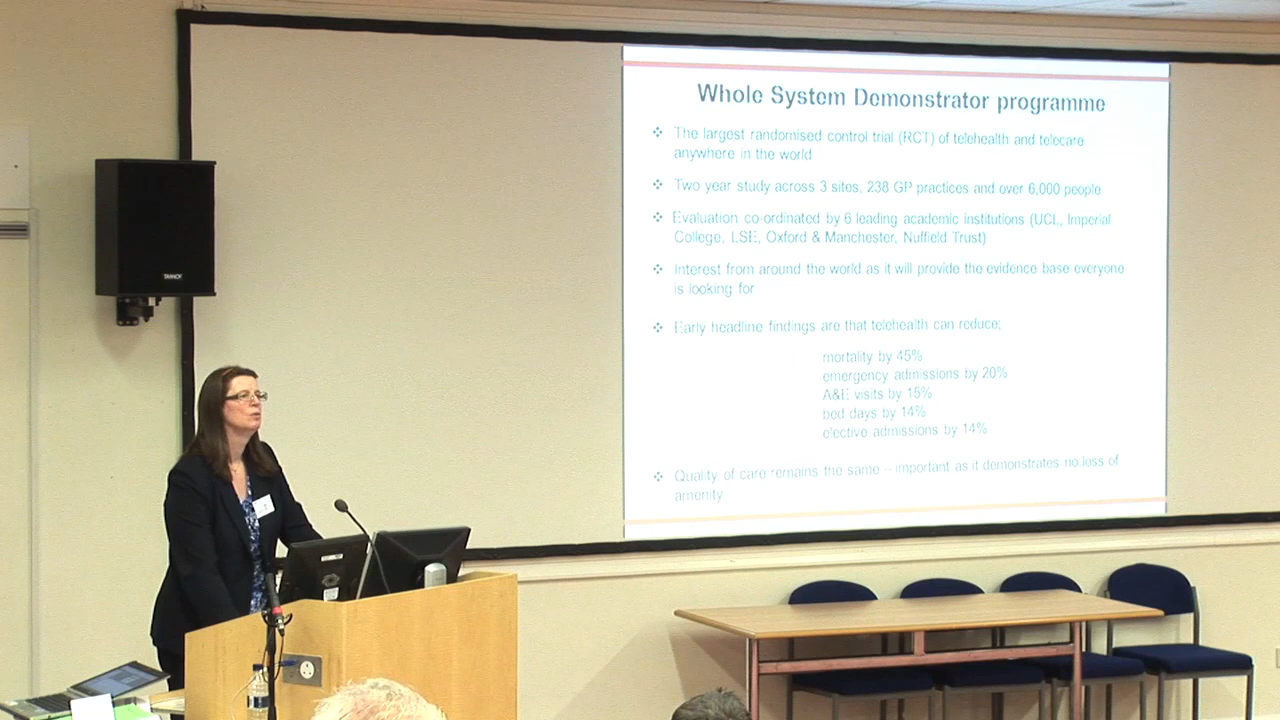 Whole System Demonstrator programme
The largest randomised control trial (RCT) of telehealth and telecare
anywhere in the world
Two year study across 3 sites, 238 GP practices and over 6,000 people
Evaluation co-ordinated by 6 leading academic institutions (UCL, Imperial
College, LSE, Oxford & Manchester, Nuffield Trust)
Interest from around the world as it will provide the evidence base everyone
is looking for
Early headline findings are that telehealth can reduce;
mortality by 45%
emergency admissions by 20%
A&E visits by 15%
bed days by 14%
elective admissions by 14%
Quality of care remains the same – important as it demonstrates no loss of
amenity
TANNOY